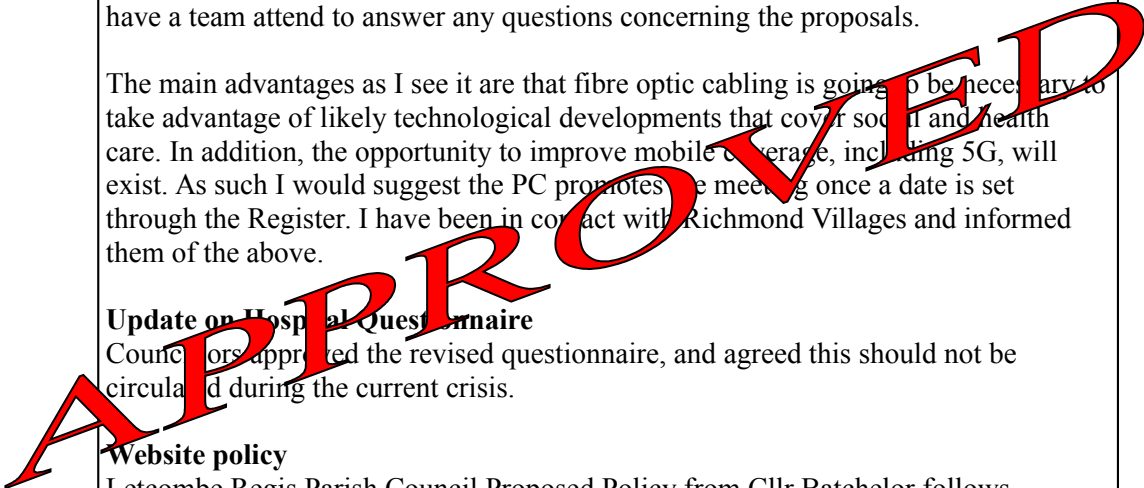 have a team attend to answer any questions concerning the proposals.
The main advantages as I see it are that fibre optic cabling is going to be necessary to
take advantage of likely technological developments that cover social and health
care. In addition, the opportunity to improve mobile coverage, including 5G, will
exist. As such I would suggest the PC promotes the meeting once a date is set
through the Register. I have been in contact with Richmond Villages and informed
them of the above.
Update on Hospital Questionnaire
Councillors approved the revised questionnaire, and agreed this should not be
circulated during the current crisis.
Website policy
Letcombe Regis Parish Council Proposed Policy from Cllr Batchelor follows
APPROVED